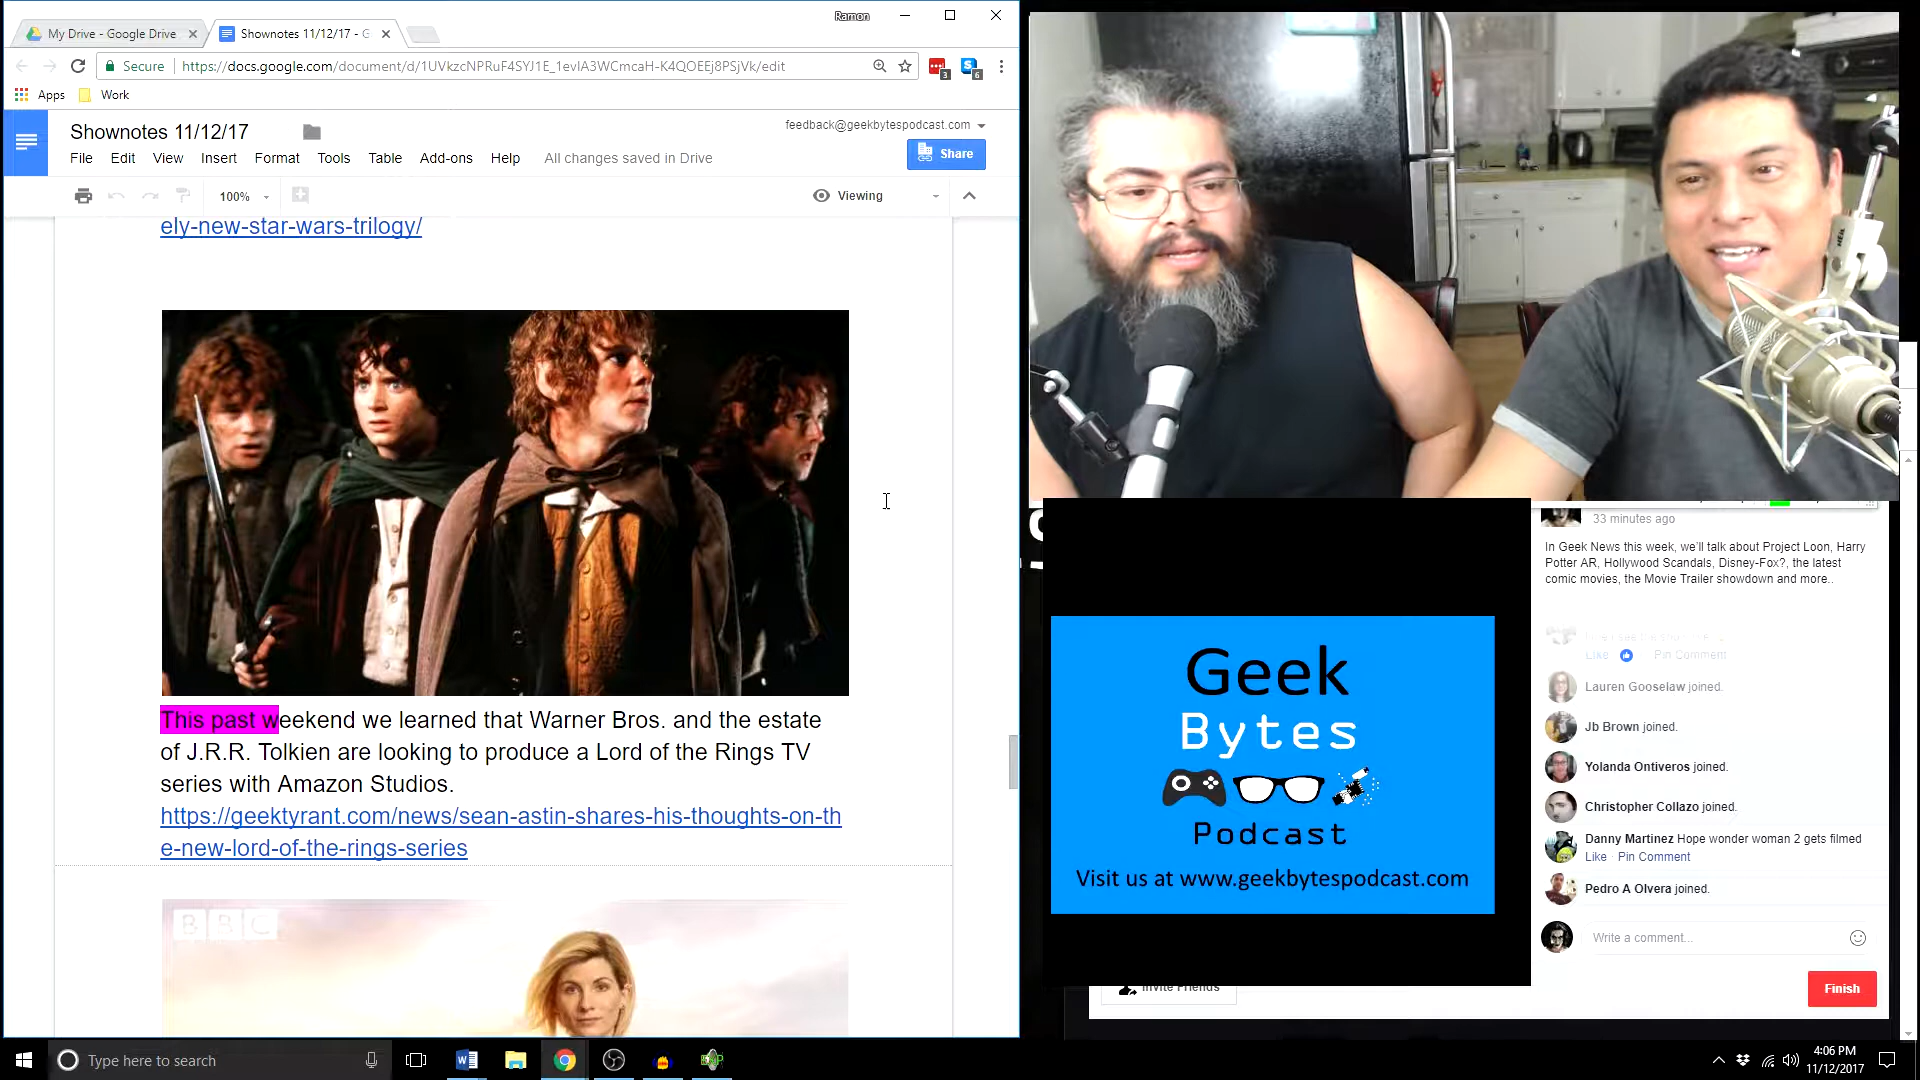 Ramon
My Drive - Google Drive
Shownotes 11/12/17 - G
Secure
https://docs.google.com/document/d/1UVkzcNPRuF4SYJ1E_1evIA3WCmcaH-K4QOEEj8PSjVk/edit
3
6
Apps
Work
Shownotes 11/12/17
feedback@geekbytespodcast.com
File Edit View Insert Format Tools Table Add-ons Help All changes saved in Drive
Share
100%
Viewing
ely-new-star-wars-trilogy/
This past weekend we learned that Warner Bros. and the estate
of J.R.R. Tolkien are looking to produce a Lord of the Rings TV
series with Amazon Studios.
https://geektyrant.com/news/sean-astin-shares-his-thoughts-on-th
e-new-lord-of-the-rings-series
BBC
Geek
Bytes
Podcast
Visit us at www.geekbytespodcast.com
33 minutes ago
In Geek News this week, we'll talk about Project Loon, Harry
Potter AR, Hollywood Scandals, Disney-Fox?, the latest
comic movies, the Movie Trailer showdown and more..
Like Pin Comment
Lauren Gooselaw joined.
Jb Brown joined.
Yolanda Ontiveros joined.
Christopher Collazo joined.
Danny Martinez Hope wonder woman 2 gets filmed
Like · Pin Comment
Pedro A Olvera joined.
Write a comment...
Invite Friends
Finish
Type here to search
4:06 PM
11/12/2017